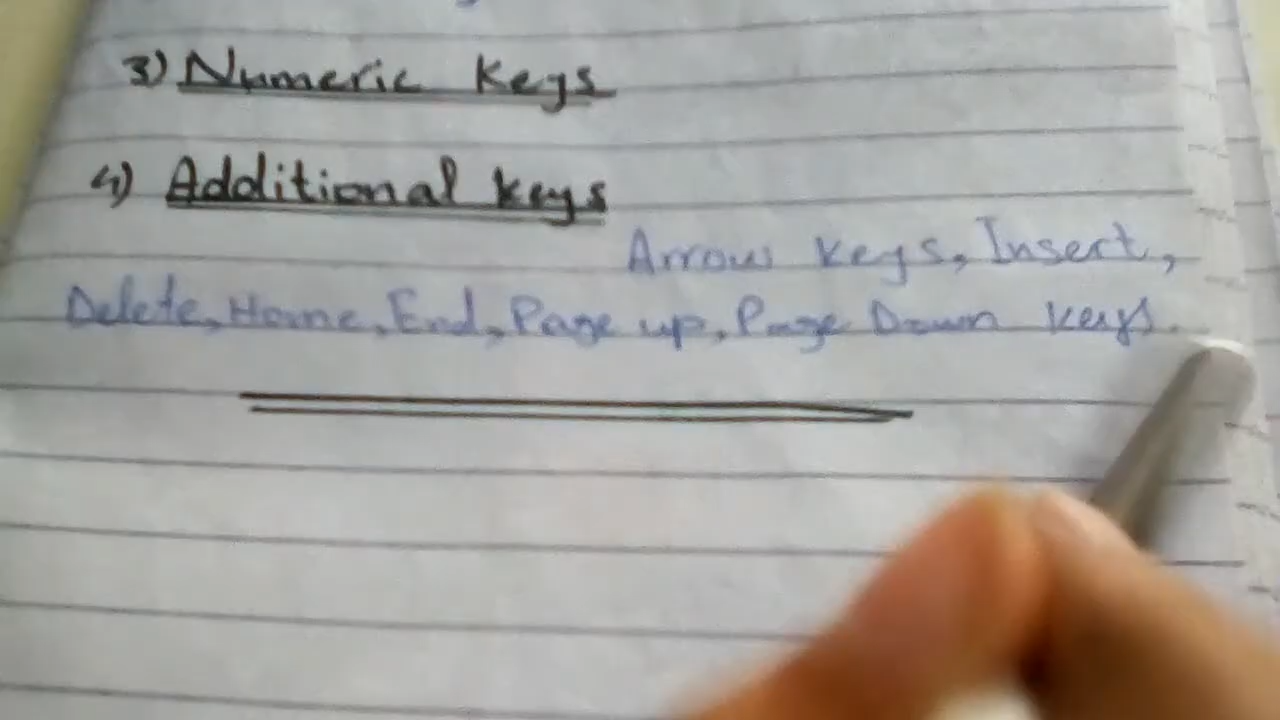 3) Numeric Keys
4) Additional Keys
Arrow Keys, Insert,
Delete, Home, End, Page up, Page Down Keys.